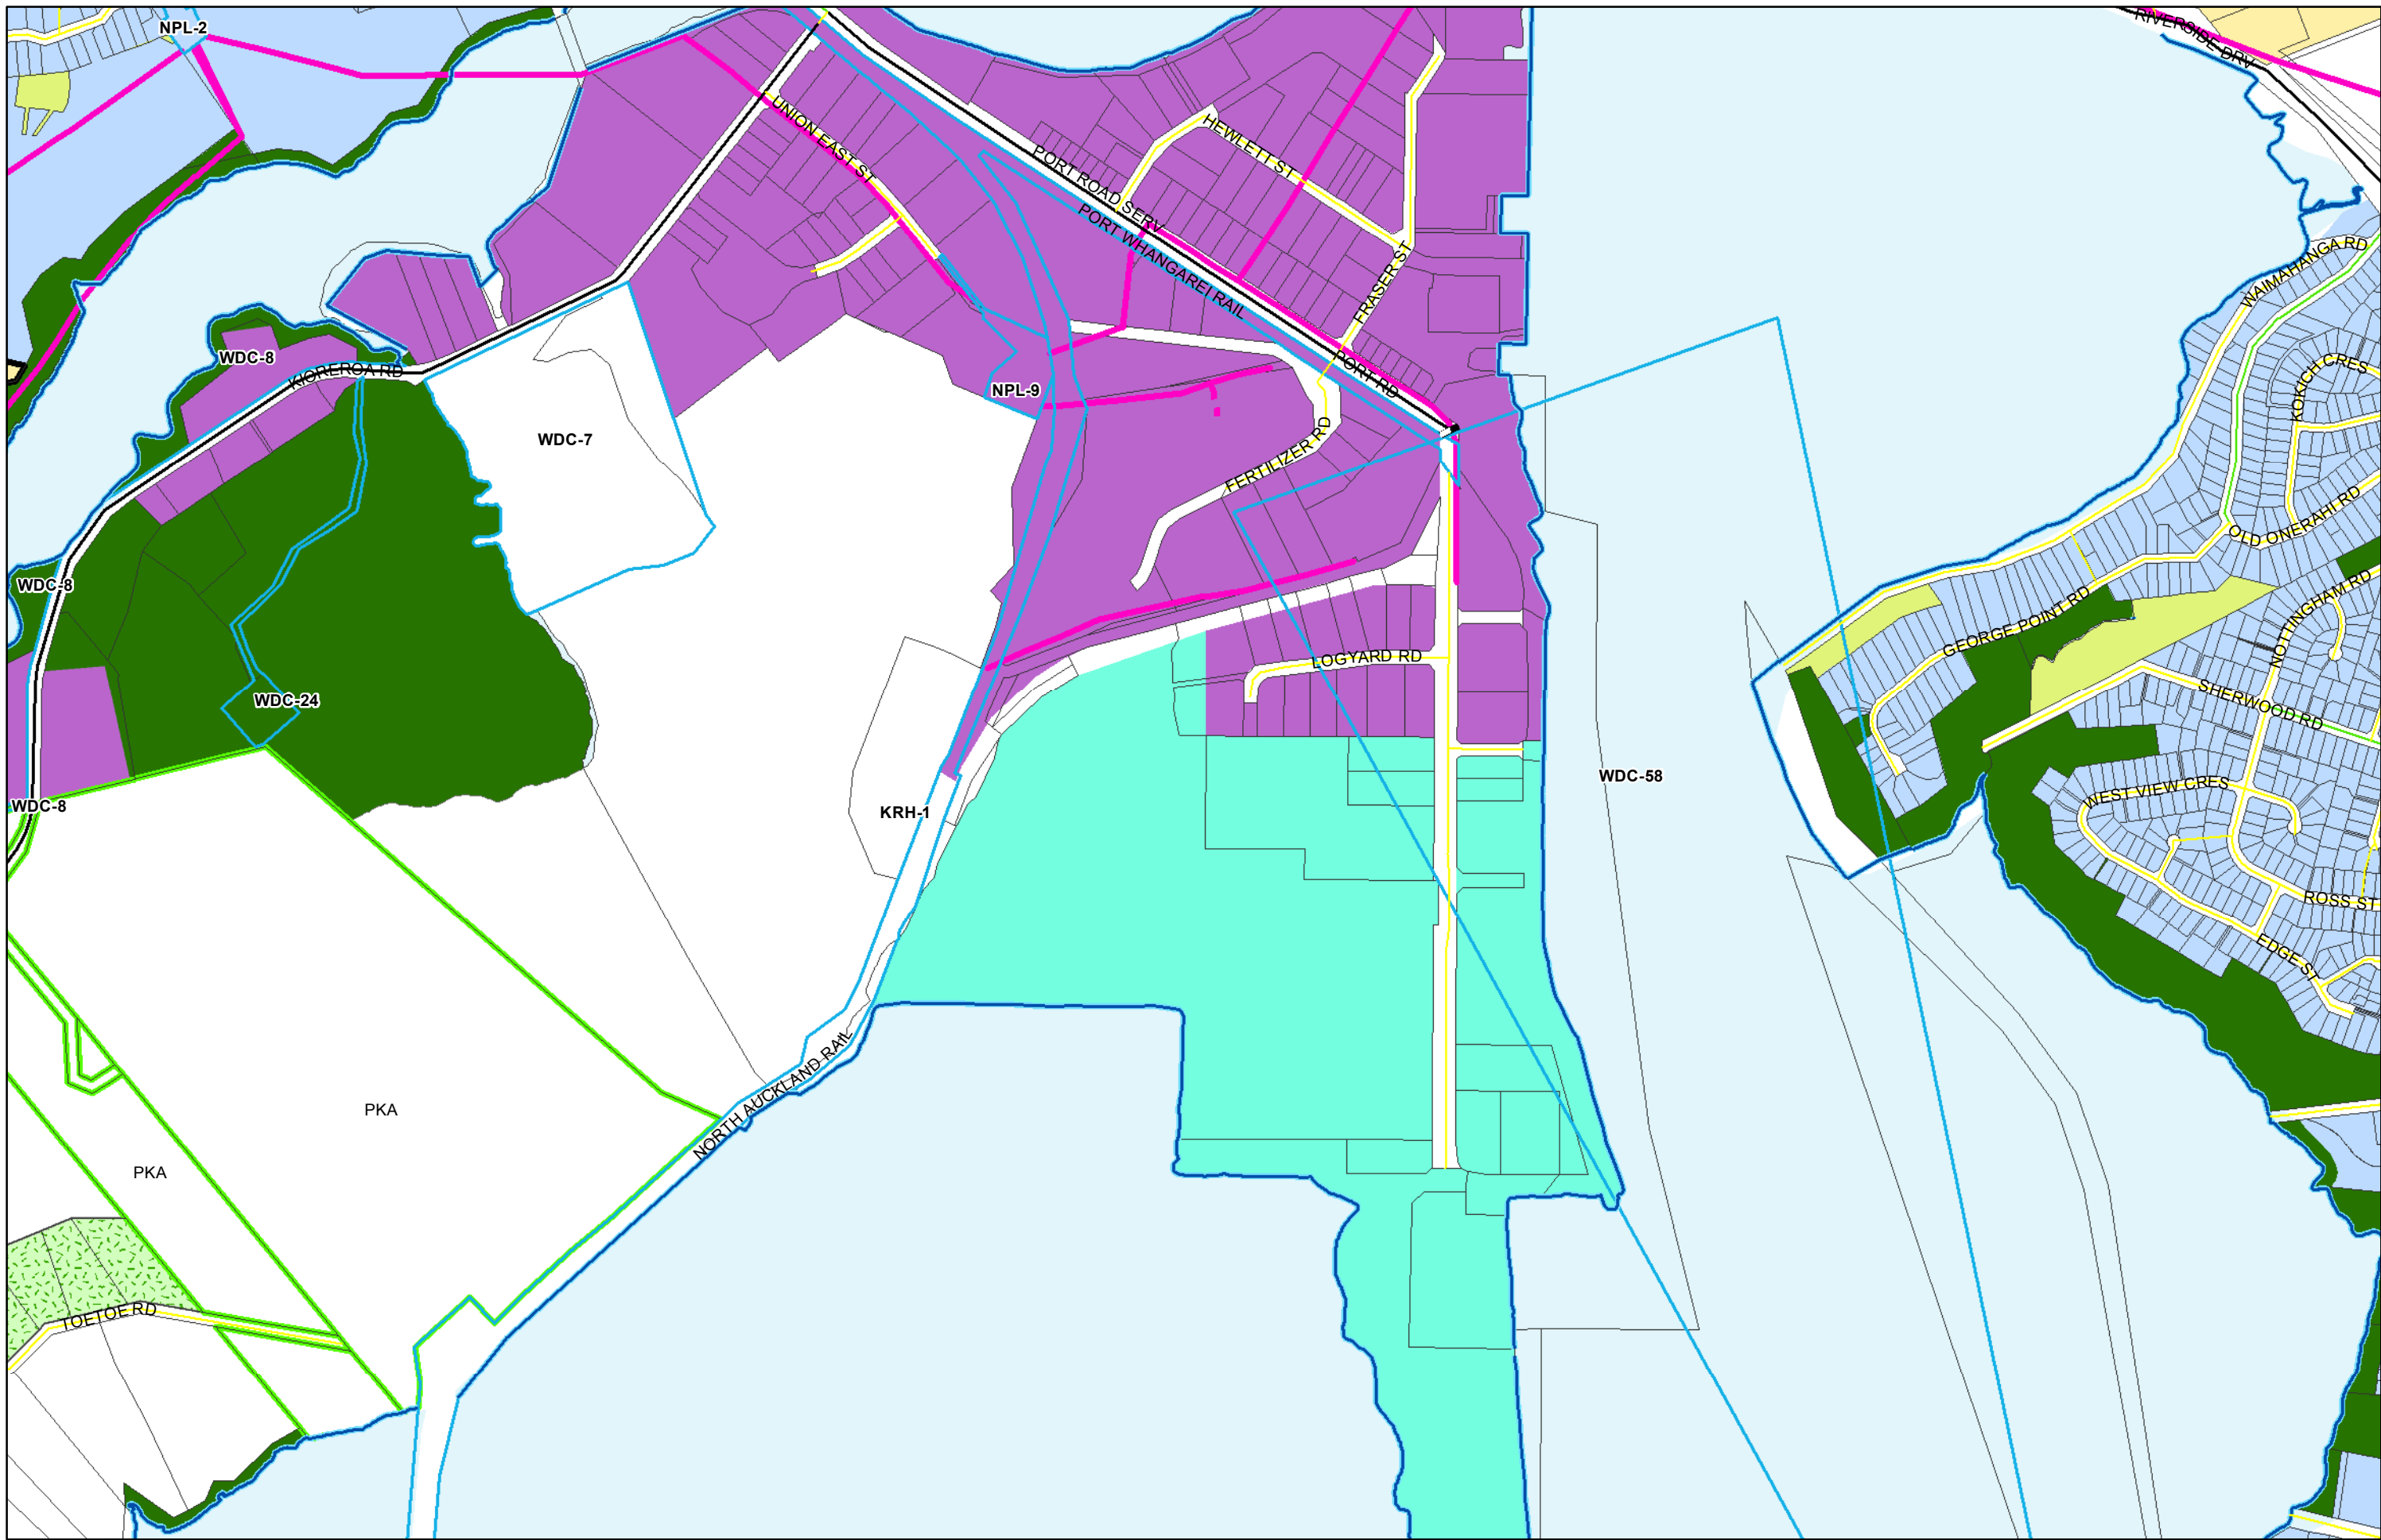 NPL-2
RIVERSIDE DRV
UNION EAST ST
HEWLETT ST
PORT ROAD SERV
PORT WHANGAREI RAIL
FRASER ST
WAIMAHANGA RD
WDC-8
KIOREROA RD
NPL-9
PORT RD
KOKICH CRES
WDC-7
FERTILIZER RD
OLD ONERAHI RD
WDC-8
NOTTINGHAM RD
GEORGE POINT RD
LOGYARD RD
SHERWOOD RD
WDC-24
WDC-58
WEST VIEW CRES
WDC-8
KRH-1
ROSS ST
EDGE ST
NORTH AUCKLAND RAIL
PKA
PKA
TOETOE RD